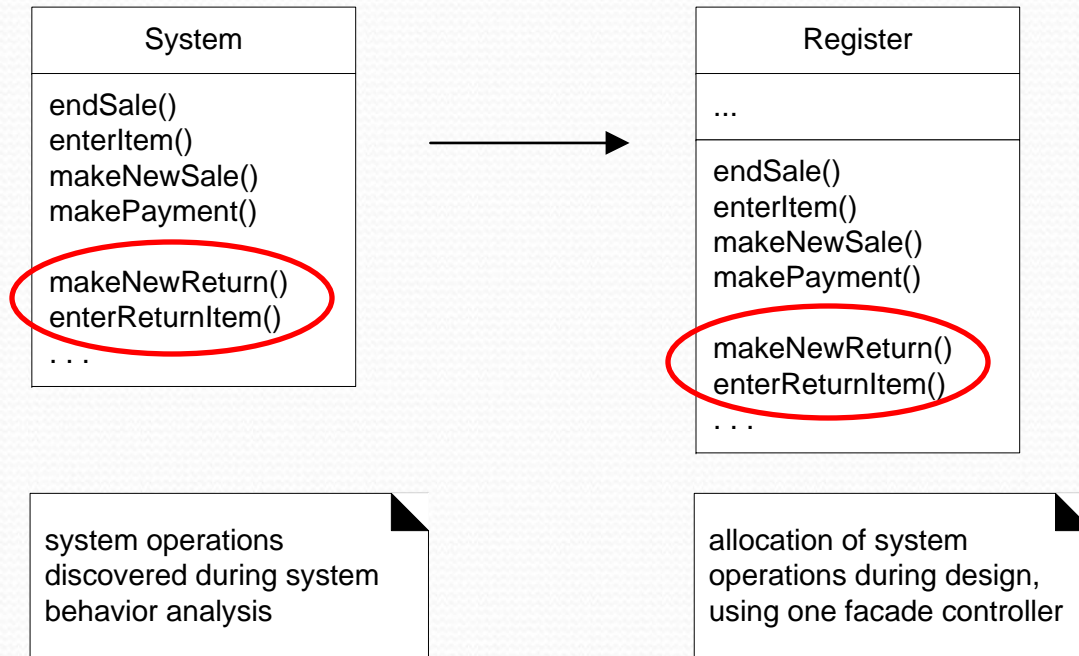 System
endSale()
enterItem()
makeNewSale()
makePayment()
makeNewReturn()
enterReturnItem()
. . .
Register
...
endSale()
enterItem()
makeNewSale()
makePayment()
makeNewReturn()
enterReturnItem()
. . .
system operations
discovered during system
behavior analysis
allocation of system
operations during design,
using one facade controller